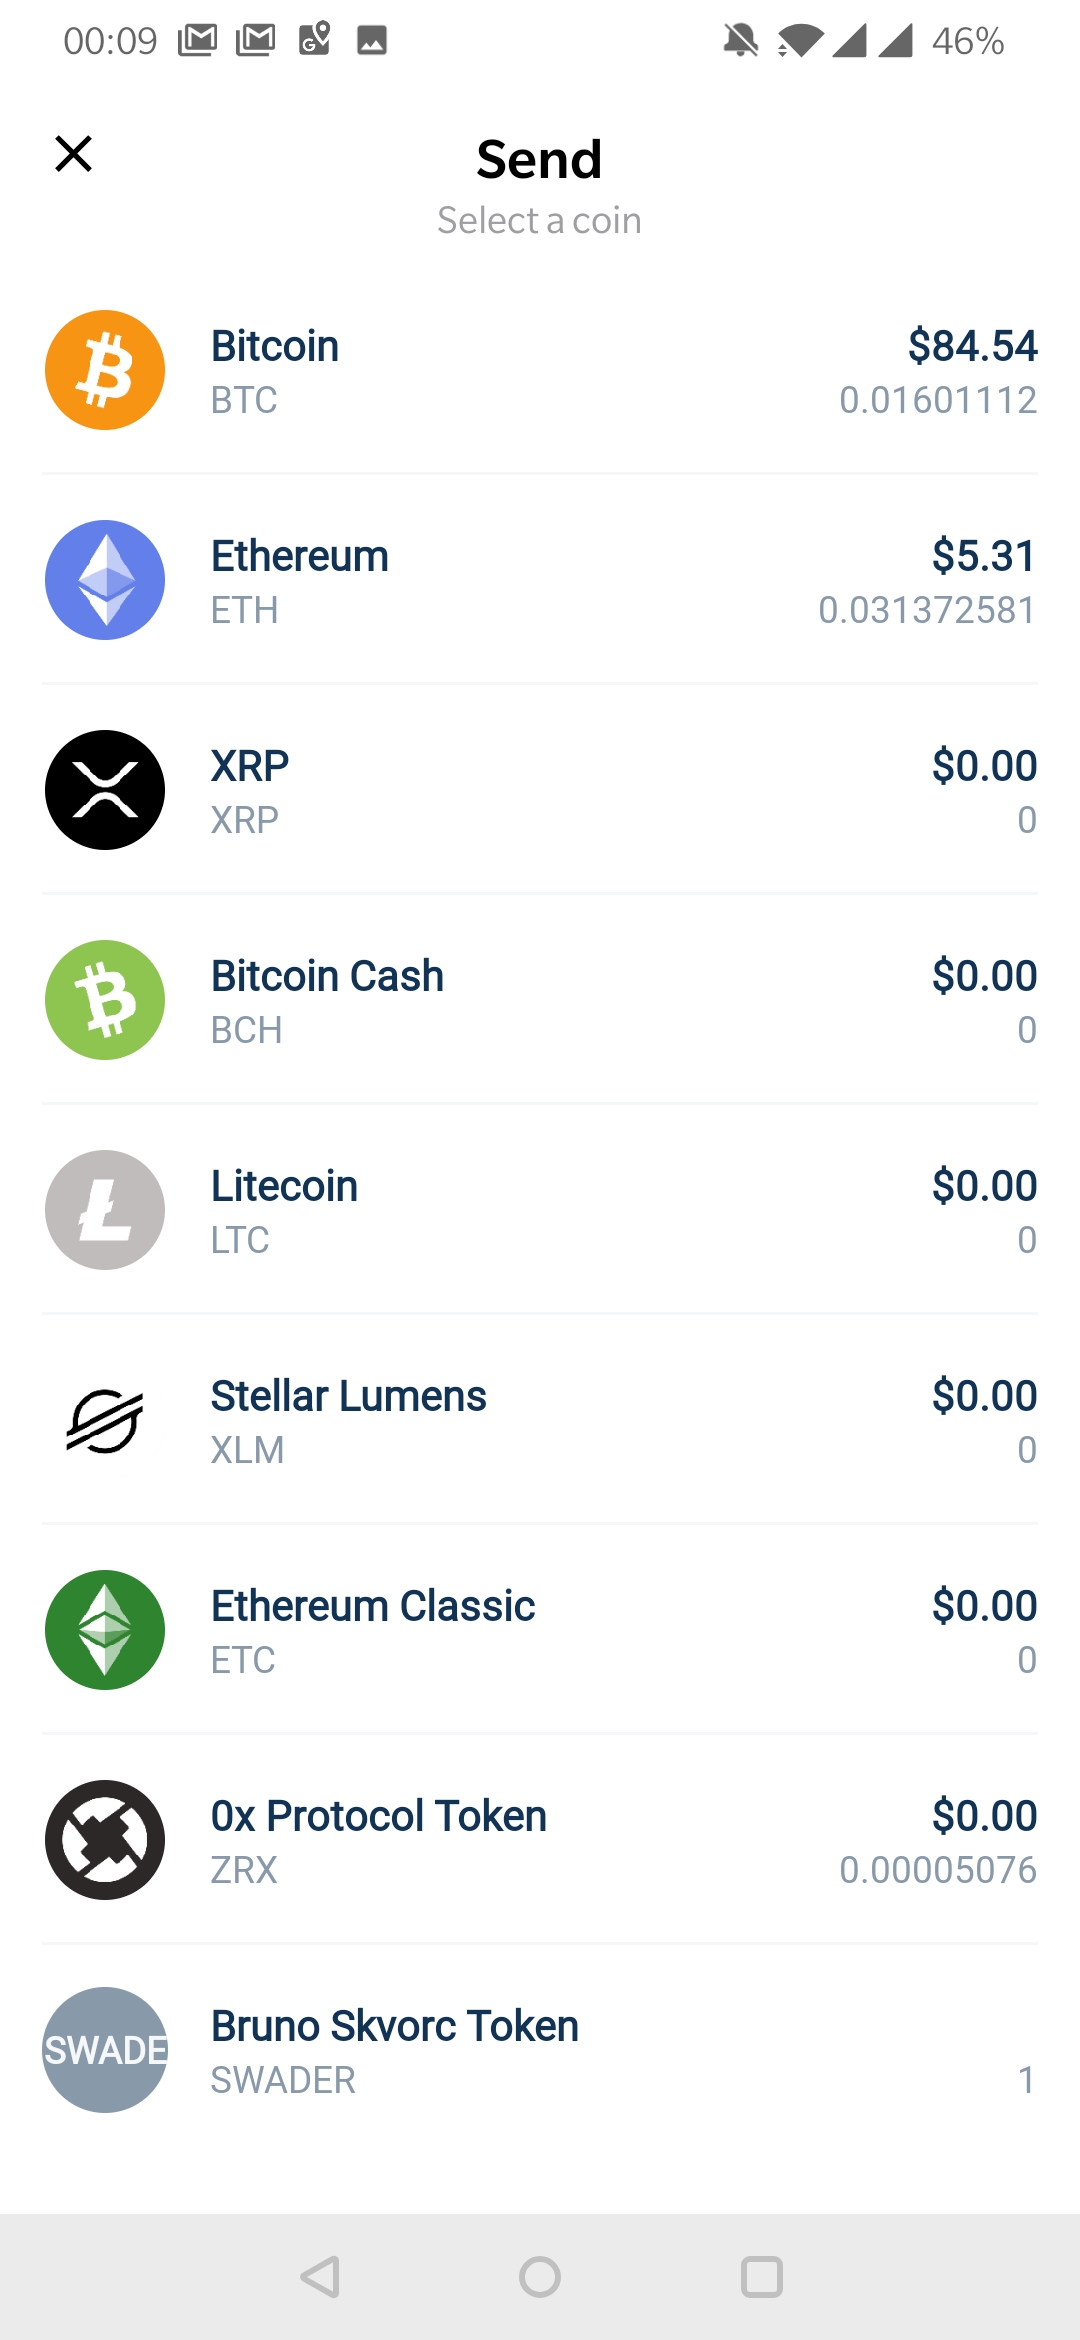 00:09 46%
Send
Select a coin
Bitcoin $84.54
BTC 0.01601112
Ethereum $5.31
ETH 0.031372581
XRP $0.00
XRP 0
Bitcoin Cash $0.00
BCH 0
Litecoin $0.00
LTC 0
Stellar Lumens $0.00
XLM 0
Ethereum Classic $0.00
ETC 0
0x Protocol Token $0.00
ZRX 0.00005076
SWADE Bruno Skvorc Token
SWADER 1